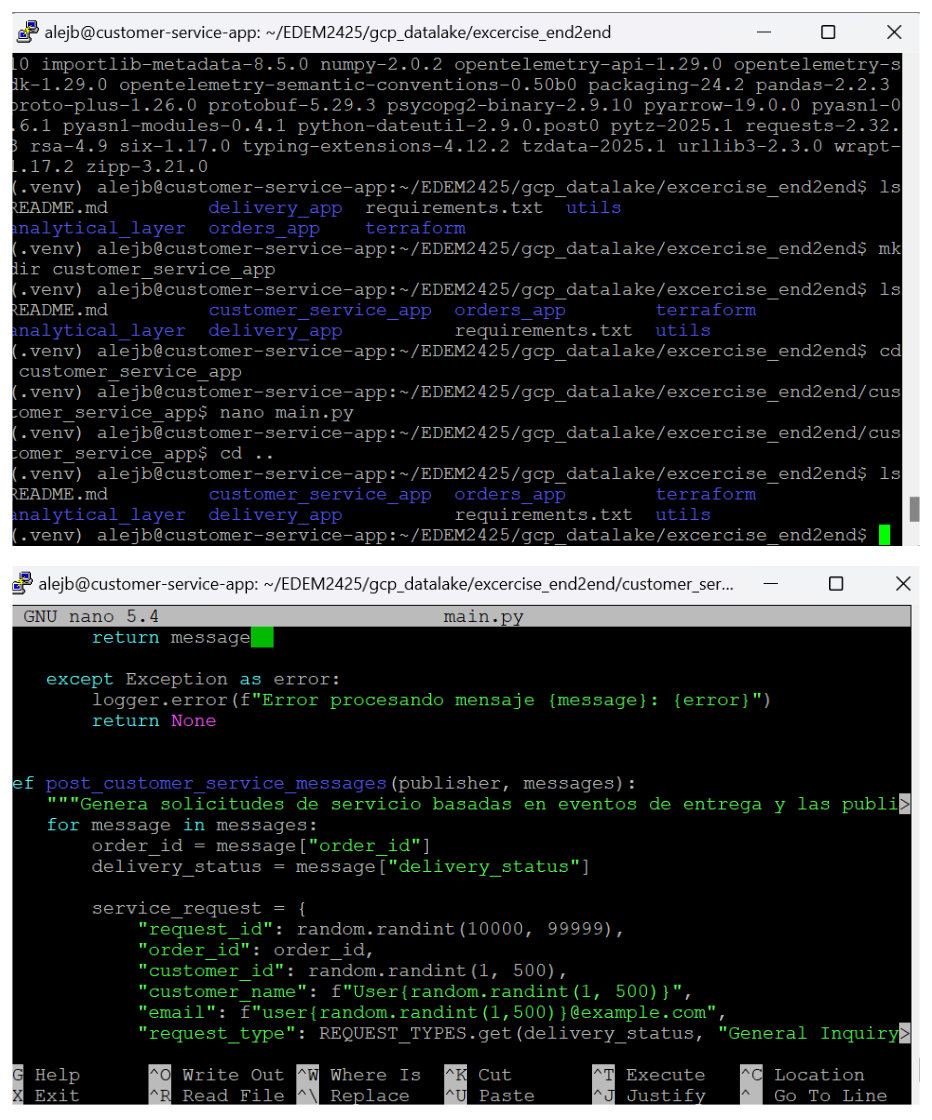 alejb@customer-service-app: ~/EDEM2425/gcp_datalake/excercise_end2end
10 importlib-metadata-8.5.0 numpy-2.0.2 opentelemetry-api-1.29.0 opentelemetry-s
dk-1.29.0 opentelemetry-semantic-conventions-0.50b0 packaging-24.2 pandas-2.2.3
proto-plus-1.26.0 protobuf-5.29.3 psycopg2-binary-2.9.10 pyarrow-19.0.0 pyasn1-0
.6.1 pyasn1-modules-0.4.1 python-dateutil-2.9.0.post0 pytz-2025.1 requests-2.32.
3 rsa-4.9 six-1.17.0 typing-extensions-4.12.2 tzdata-2025.1 urllib3-2.3.0 wrapt-
1.17.2 zipp-3.21.0
(.venv) alejb@customer-service-app:~/EDEM2425/gcp_datalake/excercise_end2end$ ls
README.md delivery_app requirements.txt utils
analytical_layer orders_app terraform
(.venv) alejb@customer-service-app:~/EDEM2425/gcp_datalake/excercise_end2end$ mk
dir customer_service_app
(.venv) alejb@customer-service-app:~/EDEM2425/gcp_datalake/excercise_end2end$ ls
README.md customer_service_app orders_app terraform
analytical_layer delivery_app requirements.txt utils
(.venv) alejb@customer-service-app:~/EDEM2425/gcp_datalake/excercise_end2end$ cd
customer_service_app
(.venv) alejb@customer-service-app:~/EDEM2425/gcp_datalake/excercise_end2end/cus
tomer_service_app$ nano main.py
(.venv) alejb@customer-service-app:~/EDEM2425/gcp_datalake/excercise_end2end/cus
tomer_service_app$ cd ..
(.venv) alejb@customer-service-app:~/EDEM2425/gcp_datalake/excercise_end2end$ ls
README.md customer_service_app orders_app terraform
analytical_layer delivery_app requirements.txt utils
(.venv) alejb@customer-service-app:~/EDEM2425/gcp_datalake/excercise_end2end$
alejb@customer-service-app: ~/EDEM2425/gcp_datalake/excercise_end2end/customer_ser...
GNU nano 5.4 main.py
return message
except Exception as error:
logger.error(f"Error procesando mensaje {message}: {error}")
return None
ef post_customer_service_messages(publisher, messages):
"""Genera solicitudes de servicio basadas en eventos de entrega y las publi>
for message in messages:
order_id = message["order_id"]
delivery_status = message["delivery_status"]
service_request = {
"request_id": random.randint(10000, 99999),
"order_id": order_id,
"customer_id": random.randint(1, 500),
"customer_name": f"User{random.randint(1, 500)}",
"email": f"user{random.randint(1,500)}@example.com",
"request_type": REQUEST_TYPES.get(delivery_status, "General Inquiry>
G Help ^O Write Out ^W Where Is ^K Cut ^T Execute ^C Location
X Exit ^R Read File ^\ Replace ^U Paste ^J Justify ^_ Go To Line